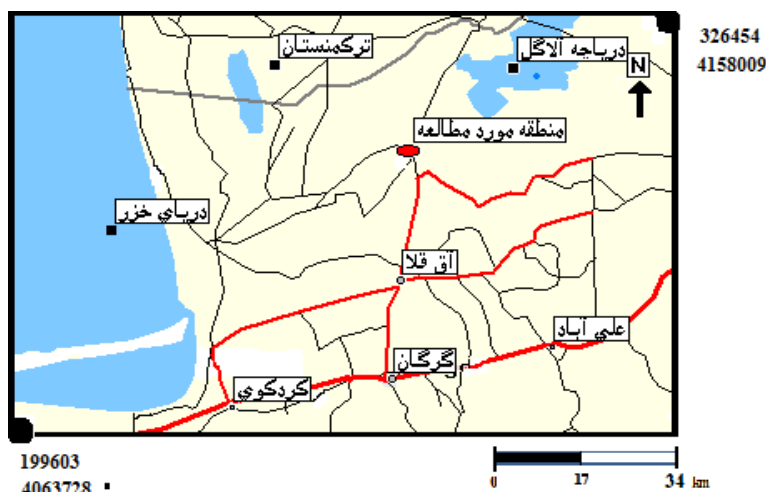 326454
4158009
ترکمنستان
دریاچه آلاگل
N
منطقه مورد مطالعه
دریای خزر
آق قلا
علی آباد
گرگان
کردکوی
199603
4063728
0 17 34 km